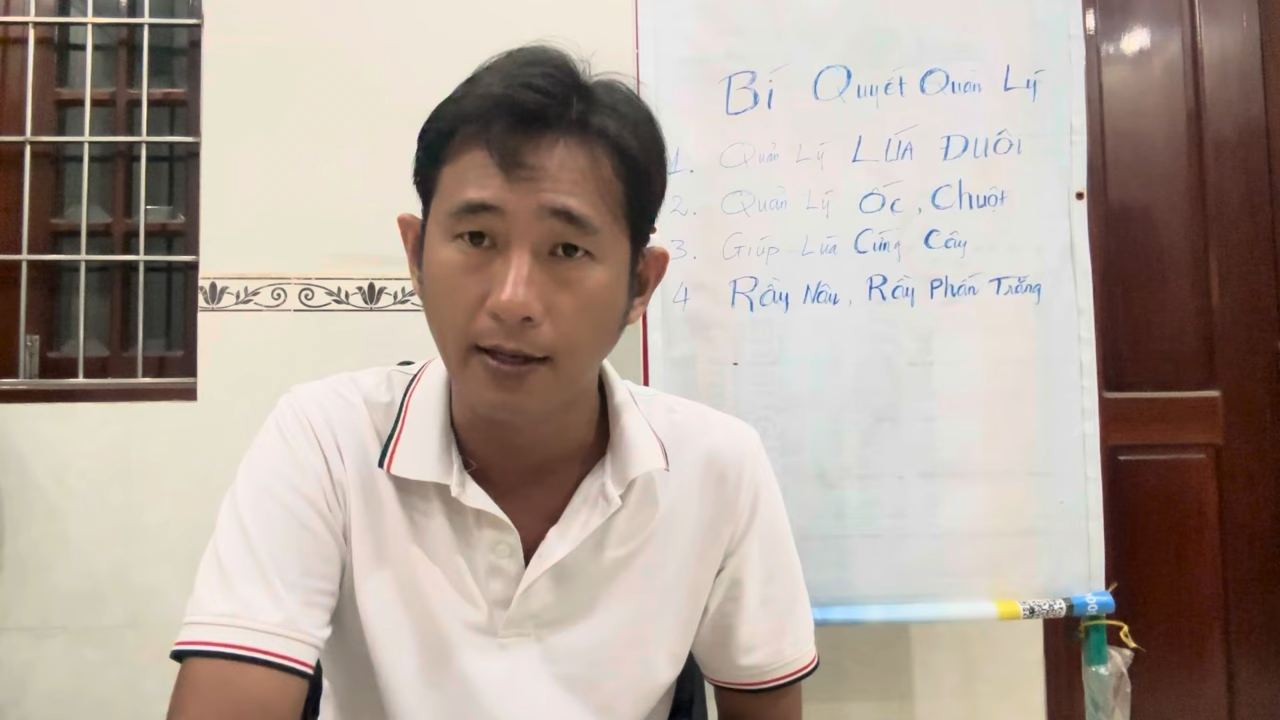 Bí Quyết Quản Lý
1. Quản Lý LÚA ĐUÔI
2. Quản Lý Ốc, Chuột
3. Giúp Lúa Cứng Cây
4 Rầy Nâu, Rầy Phấn Trắng